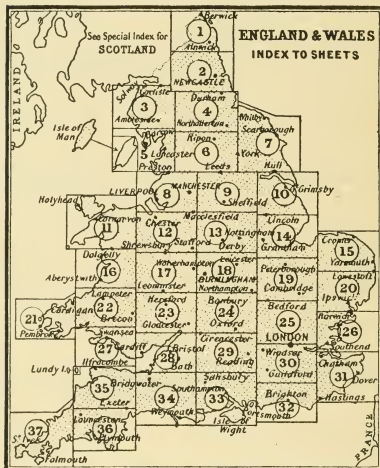 Berwick
1
See Special Index for
SCOTLAND
ENGLAND & WALES
INDEX TO SHEETS
Alnwick
2
NEWCASTLE
IRELAND
Solway
Carlisle
Durham
3
4
Ambleside
Northallerton
Whitby
Scarborough
Isle of
Man
Barrow
5
Lancaster
Preston
Ripon
6
Leeds
7
York
Hull
LIVERPOOL
MANCHESTER
8
9
Sheffield
10
Grimsby
Holyhead
Carnarvon
11
Chester
12
Shrewsbury
Stafford
Macclesfield
13
Derby
Nottingham
Lincoln
14
Grantham
Cromer
15
Yarmouth
Dolgelly
16
Aberystwith
Wolverhampton
17
Leominster
Leicester
18
BIRMINGHAM
Northampton
Peterborough
19
Cambridge
Lowestoft
20
Ipswich
21
Pembroke
Cardigan
Lampeter
22
Brecon
Hereford
23
Gloucester
Banbury
24
Oxford
Bedford
25
LONDON
Harwich
26
Southend
Swansea
27
Cardiff
Ilfracombe
Lundy I.
Bristol
28
Bath
Cirencester
29
Reading
Windsor
30
Guildford
Chatham
31
Hastings
DOVER
Bridgwater
35
Exeter
Southampton
34
Weymouth
Salisbury
33
Isle of
Wight
Brighton
32
Portsmouth
37
St Ives
Falmouth
Launceston
36
Plymouth